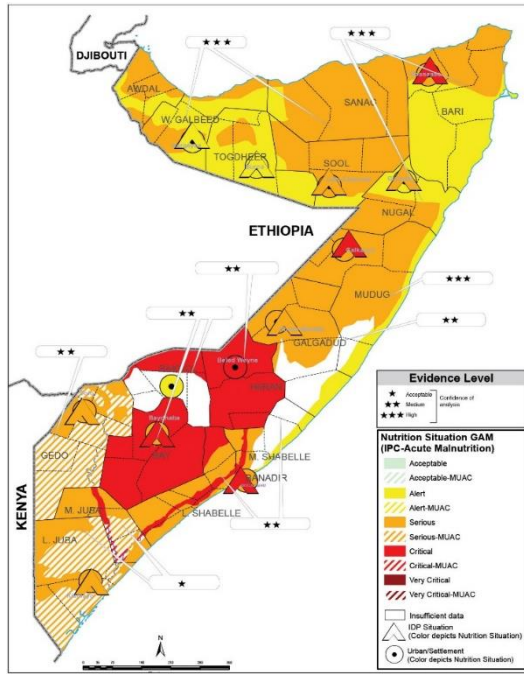 ★★★
★★★
DJIBOUTI
AWDAL
SANAG
W. GALBEED
BARI
TOGDHEER
SOOL
NUGAL
ETHIOPIA
★★
MUDUG
★★★
★★
GALGADUD
★★
Beled Weyne
★★
HIRAN
Baydhaba
BAY
GEDO
M. SHABELLE
BANADIR
KENYA
M. JUBA
L. SHABELLE
★★
L. JUBA
★
N
Evidence Level
★ Acceptable
★★ Medium
★★★ High
Confidence of
analysis
Nutrition Situation GAM
(IPC-Acute Malnutrition)
Acceptable
Acceptable-MUAC
Alert
Alert-MUAC
Serious
Serious-MUAC
Critical
Critical-MUAC
Very Critical
Very Critical-MUAC
Insufficient data
IDP Situation
(Color depicts Nutrition Situation)
Urban/Settlement
(Color depicts Nutrition Situation)